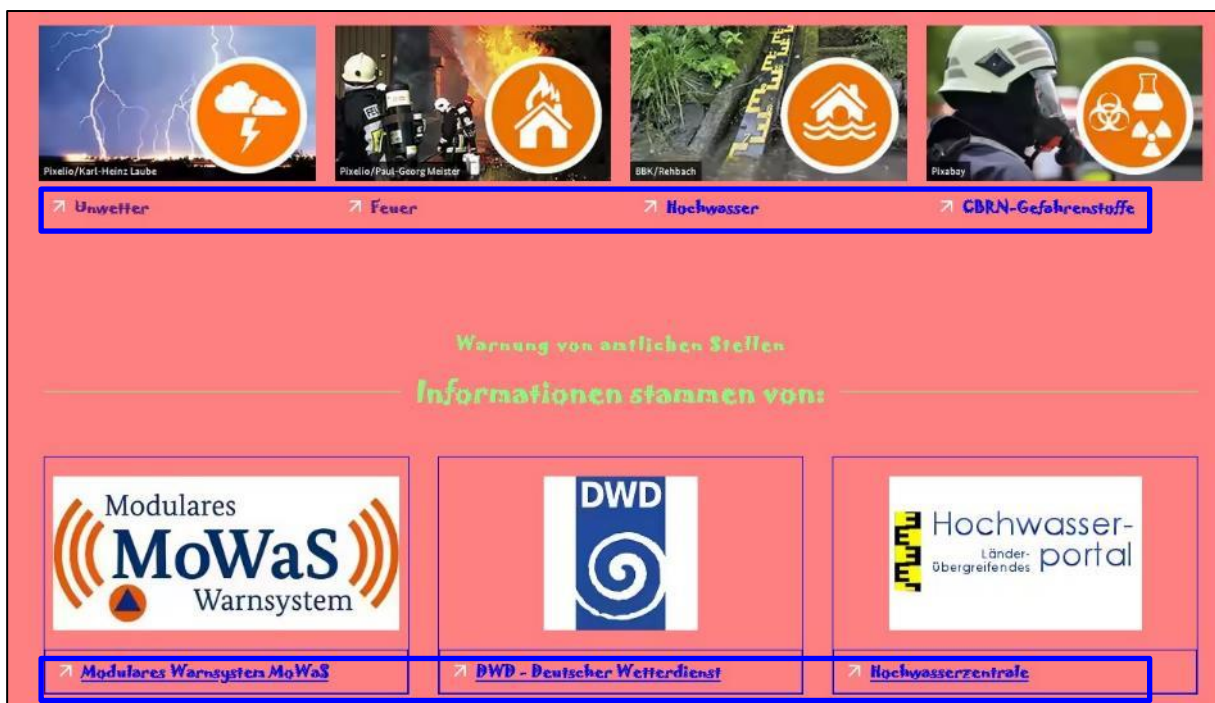 Pixelio/Karl-Heinz Laube
Pixelio/Paul-Georg Meister
BBK/Rehbach
Pixabay
Unwetter
Feuer
Hochwasser
CBRN-Gefahrenstoffe
Warnung von amtlichen Stellen
Informationen stammen von:
Modulares
MoWaS
Warnsystem
DWD
Hochwasser-
Länder-
übergreifendes portal
Modulares Warnsystem MoWaS
DWD - Deutscher Wetterdienst
Hochwasserzentrale